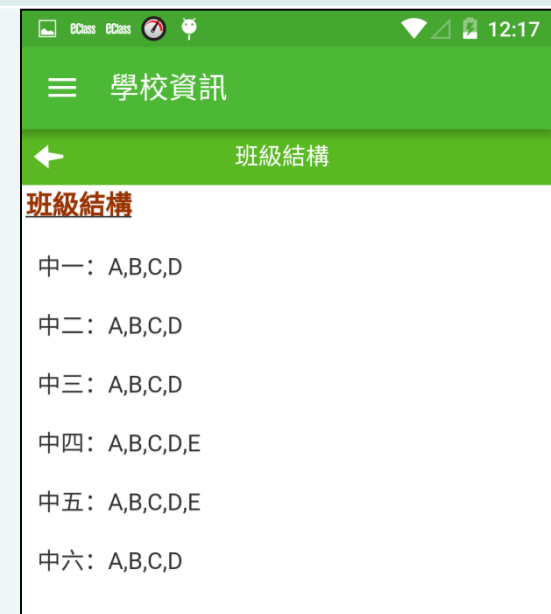 eClass eClass 12:17
學校資訊
班級結構
班級結構
中一：A,B,C,D
中二：A,B,C,D
中三：A,B,C,D
中四：A,B,C,D,E
中五：A,B,C,D,E
中六：A,B,C,D